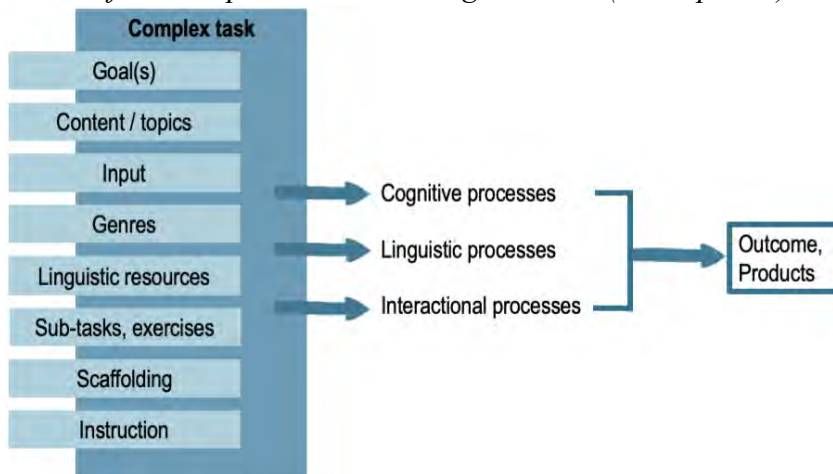 Complex task
Goal(s)
Content / topics
Input
Genres
Linguistic resources
Sub-tasks, exercises
Scaffolding
Instruction
Cognitive processes
Linguistic processes
Interactional processes
Outcome,
Products